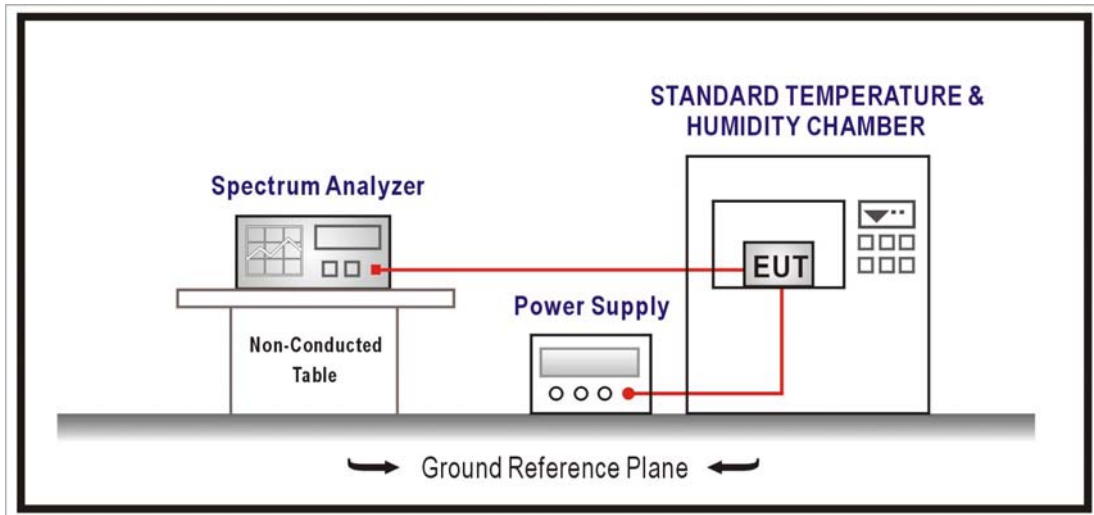 STANDARD TEMPERATURE &
HUMIDITY CHAMBER
Spectrum Analyzer
EUT
Power Supply
Non-Conducted
Table
Ground Reference Plane